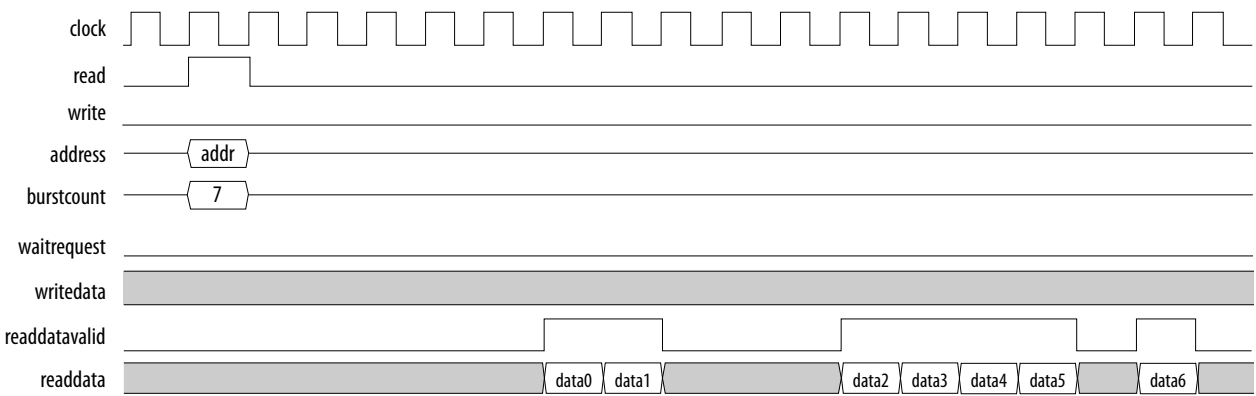 clock
read
write
address addr
burstcount 7
waitrequest
writedata
readdatavalid
readdata data0 data1 data2 data3 data4 data5 data6